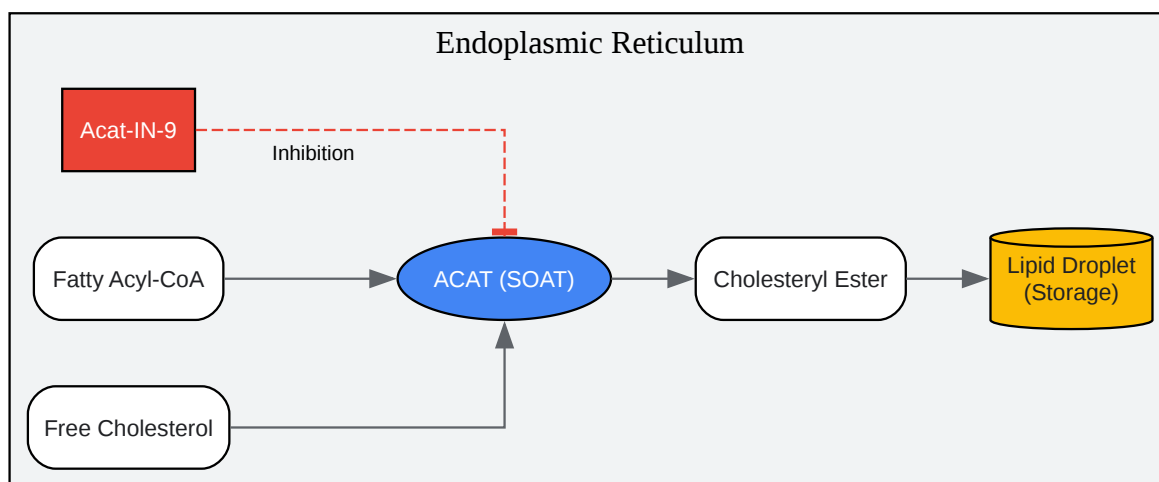 Endoplasmic Reticulum
Acat-IN-9
Inhibition
Fatty Acyl-CoA
ACAT (SOAT)
Cholesteryl Ester
Lipid Droplet
(Storage)
Free Cholesterol